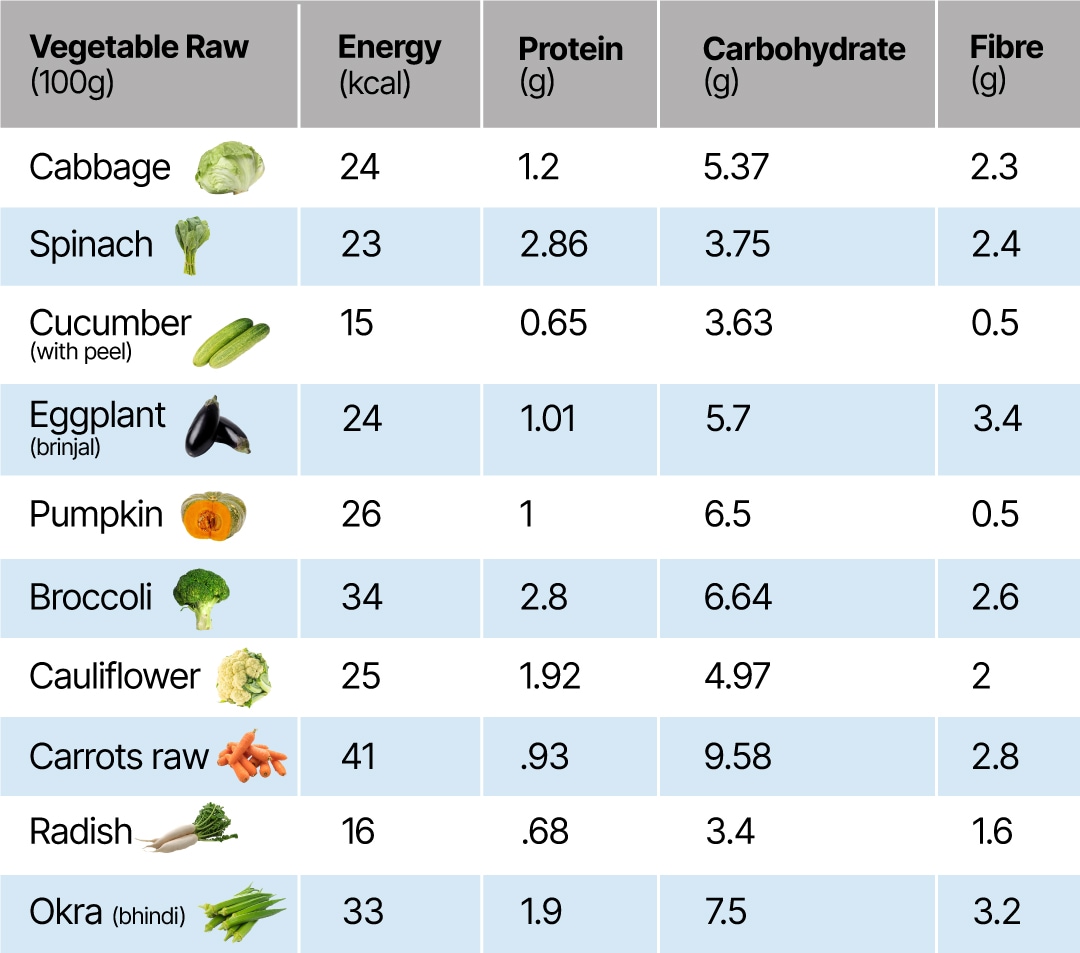 Vegetable Raw Energy Protein Carbohydrate Fibre
(100g) (kcal) (g) (g) (g)
Cabbage 24 1.2 5.37 2.3
Spinach 23 2.86 3.75 2.4
Cucumber 15 0.65 3.63 0.5
(with peel)
Eggplant 24 1.01 5.7 3.4
(brinjal)
Pumpkin 26 1 6.5 0.5
Broccoli 34 2.8 6.64 2.6
Cauliflower 25 1.92 4.97 2
Carrots raw 41 .93 9.58 2.8
Radish 16 .68 3.4 1.6
Okra (bhindi) 33 1.9 7.5 3.2